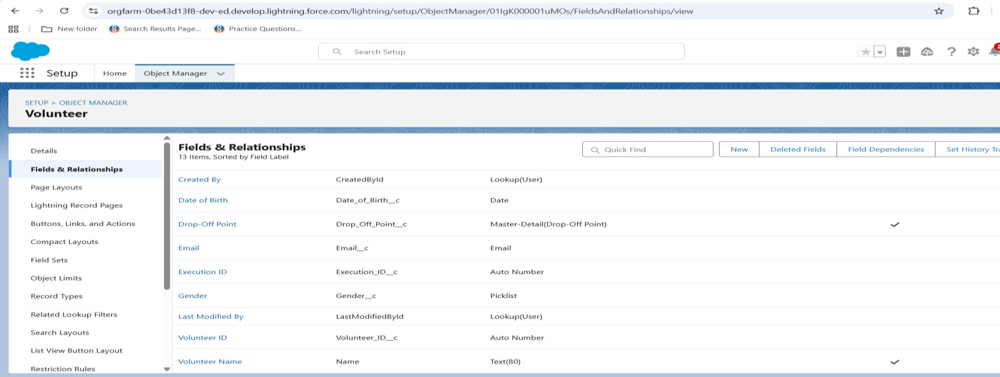 orgfarm-0be43d13f8-dev-ed.develop.lightning.force.com/lightning/setup/ObjectManager/01IgK000001uMOs/FieldsAndRelationships/view
New folder
Search Results Page...
Practice Questions...
Search Setup
Setup
Home
Object Manager
SETUP > OBJECT MANAGER
Volunteer
Details
Fields & Relationships
Page Layouts
Lightning Record Pages
Buttons, Links, and Actions
Compact Layouts
Field Sets
Object Limits
Record Types
Related Lookup Filters
Search Layouts
List View Button Layout
Restriction Rules
Fields & Relationships
13 Items, Sorted by Field Label
Quick Find
New
Deleted Fields
Field Dependencies
Set History Tra
Created By CreatedById Lookup(User)
Date of Birth Date_of_Birth__c Date
Drop-Off Point Drop_Off_Point__c Master-Detail(Drop-Off Point)
Email Email__c Email
Execution ID Execution_ID__c Auto Number
Gender Gender__c Picklist
Last Modified By LastModifiedById Lookup(User)
Volunteer ID Volunteer_ID__c Auto Number
Volunteer Name Name Text(80)